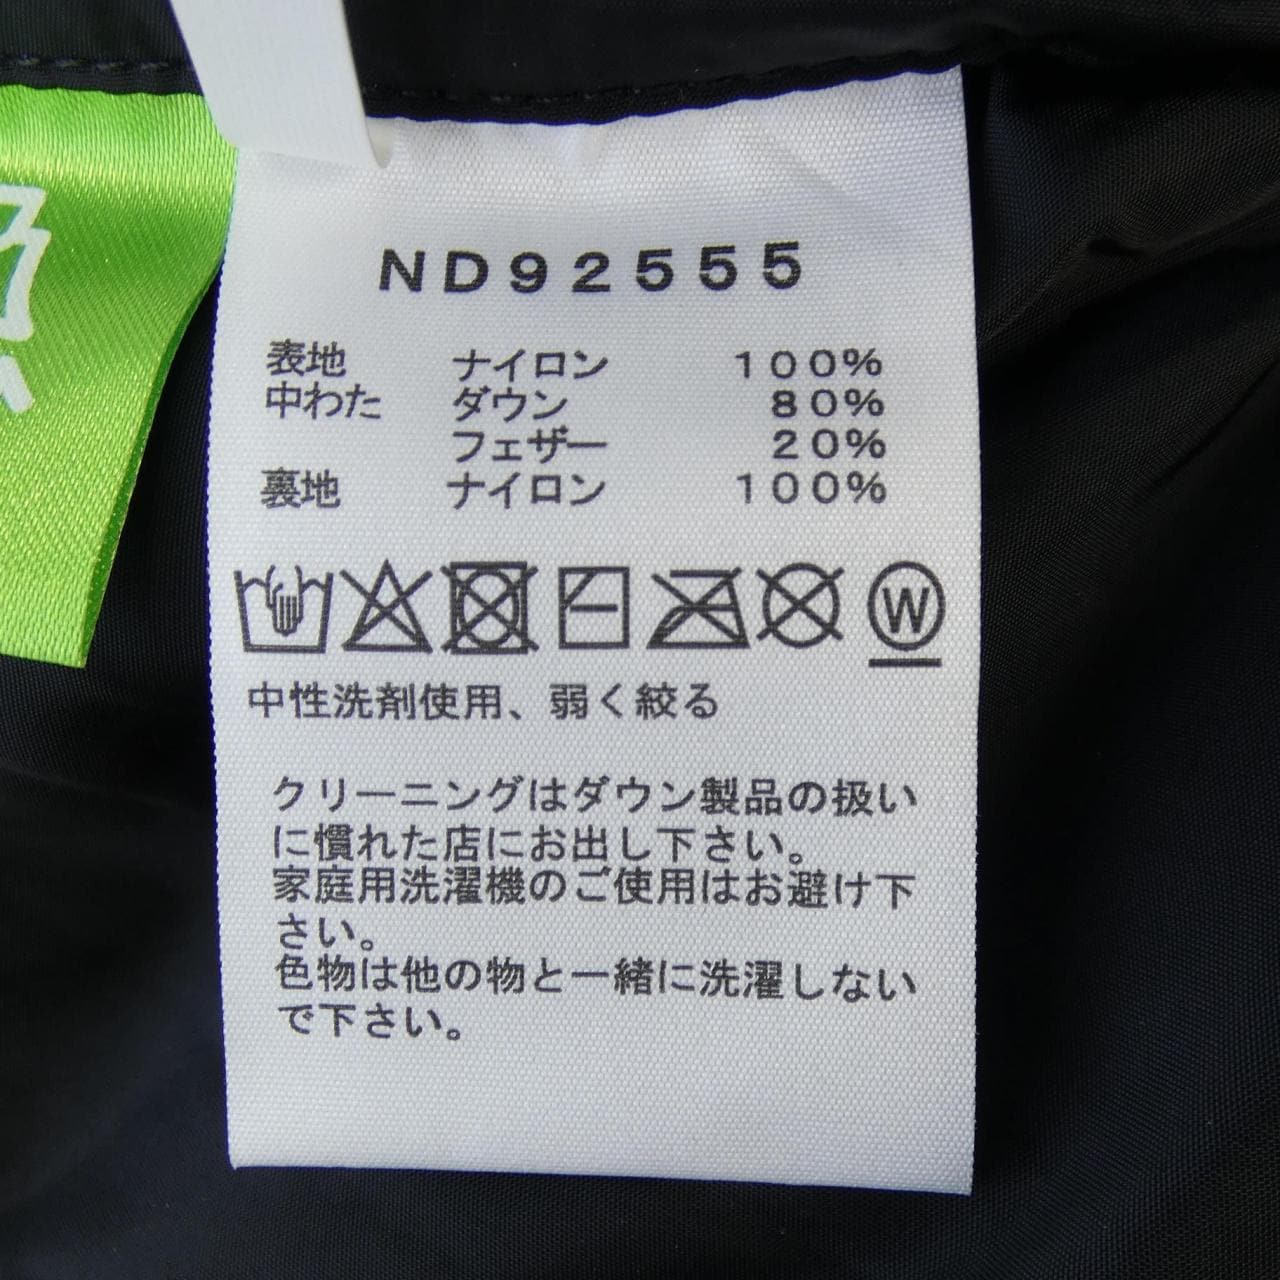 ND92555
表地 ナイロン 100%
中わた ダウン 80%
フェザー 20%
裏地 ナイロン 100%
W
中性洗剤使用、弱く絞る
クリーニングはダウン製品の扱い
に慣れた店にお出し下さい。
家庭用洗濯機のご使用はお避け下
さい。
色物は他の物と一緒に洗濯しない
で下さい。